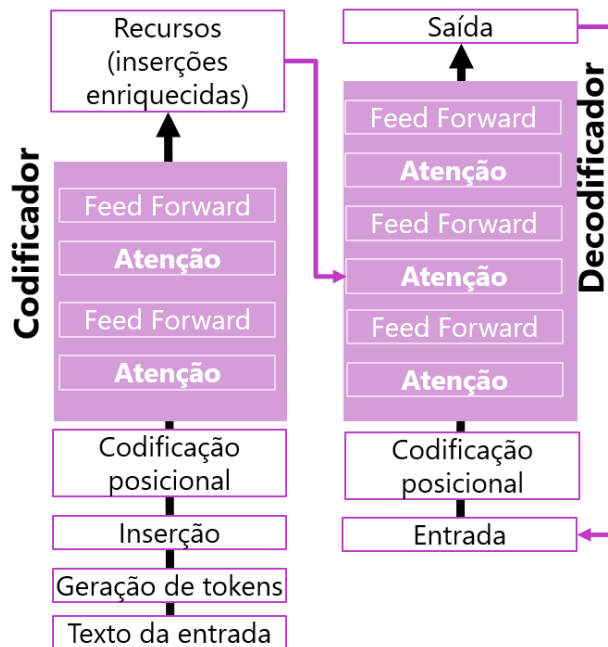 Recursos
(inserções
enriquecidas)
Codificador
Feed Forward
Atenção
Feed Forward
Atenção
Codificação
posicional
Inserção
Geração de tokens
Texto da entrada
Saída
Decodificador
Feed Forward
Atenção
Feed Forward
Atenção
Feed Forward
Atenção
Codificação
posicional
Entrada